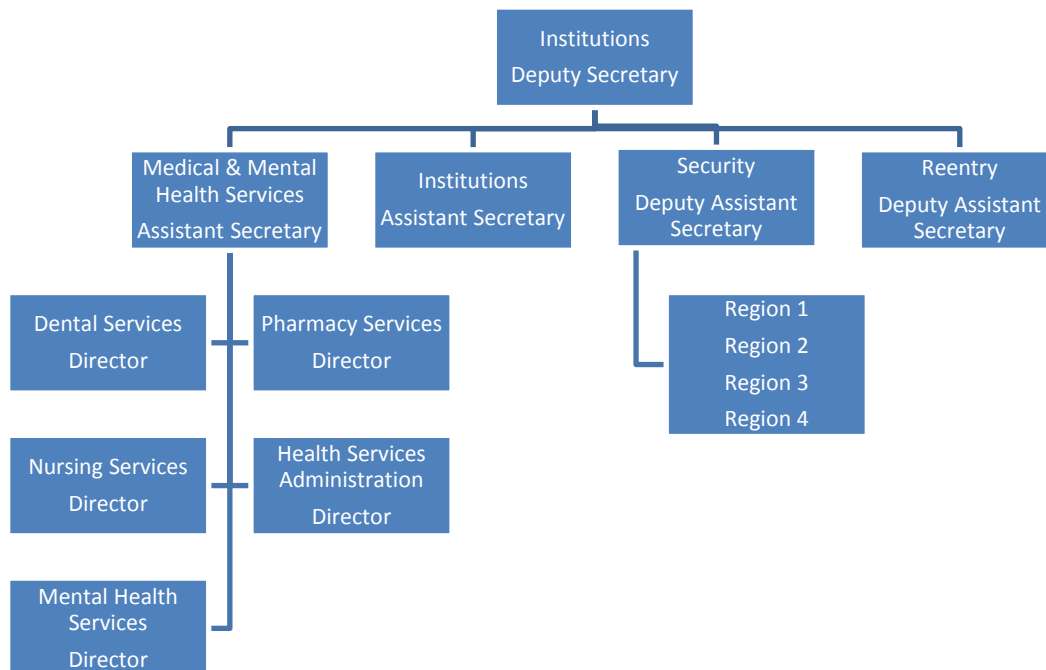 Institutions
Deputy Secretary
Medical & Mental
Health Services
Assistant Secretary
Institutions
Assistant Secretary
Security
Deputy Assistant
Secretary
Reentry
Deputy Assistant
Secretary
Dental Services
Director
Pharmacy Services
Director
Region 1
Region 2
Region 3
Region 4
Nursing Services
Director
Health Services
Administration
Director
Mental Health
Services
Director